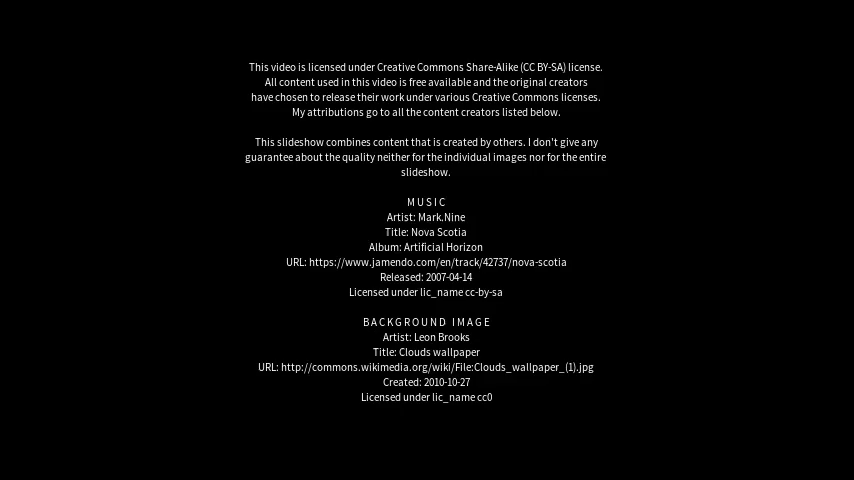 This video is licensed under Creative Commons Share-Alike (CC BY-SA) license.
All content used in this video is free available and the original creators
have chosen to release their work under various Creative Commons licenses.
My attributions go to all the content creators listed below.
This slideshow combines content that is created by others. I don't give any
guarantee about the quality neither for the individual images nor for the entire
slideshow.
M U S I C
Artist: Mark.Nine
Title: Nova Scotia
Album: Artificial Horizon
URL: https://www.jamendo.com/en/track/42737/nova-scotia
Released: 2007-04-14
Licensed under lic_name cc-by-sa
B A C K G R O U N D   I M A G E
Artist: Leon Brooks
Title: Clouds wallpaper
URL: http://commons.wikimedia.org/wiki/File:Clouds_wallpaper_(1).jpg
Created: 2010-10-27
Licensed under lic_name cc0